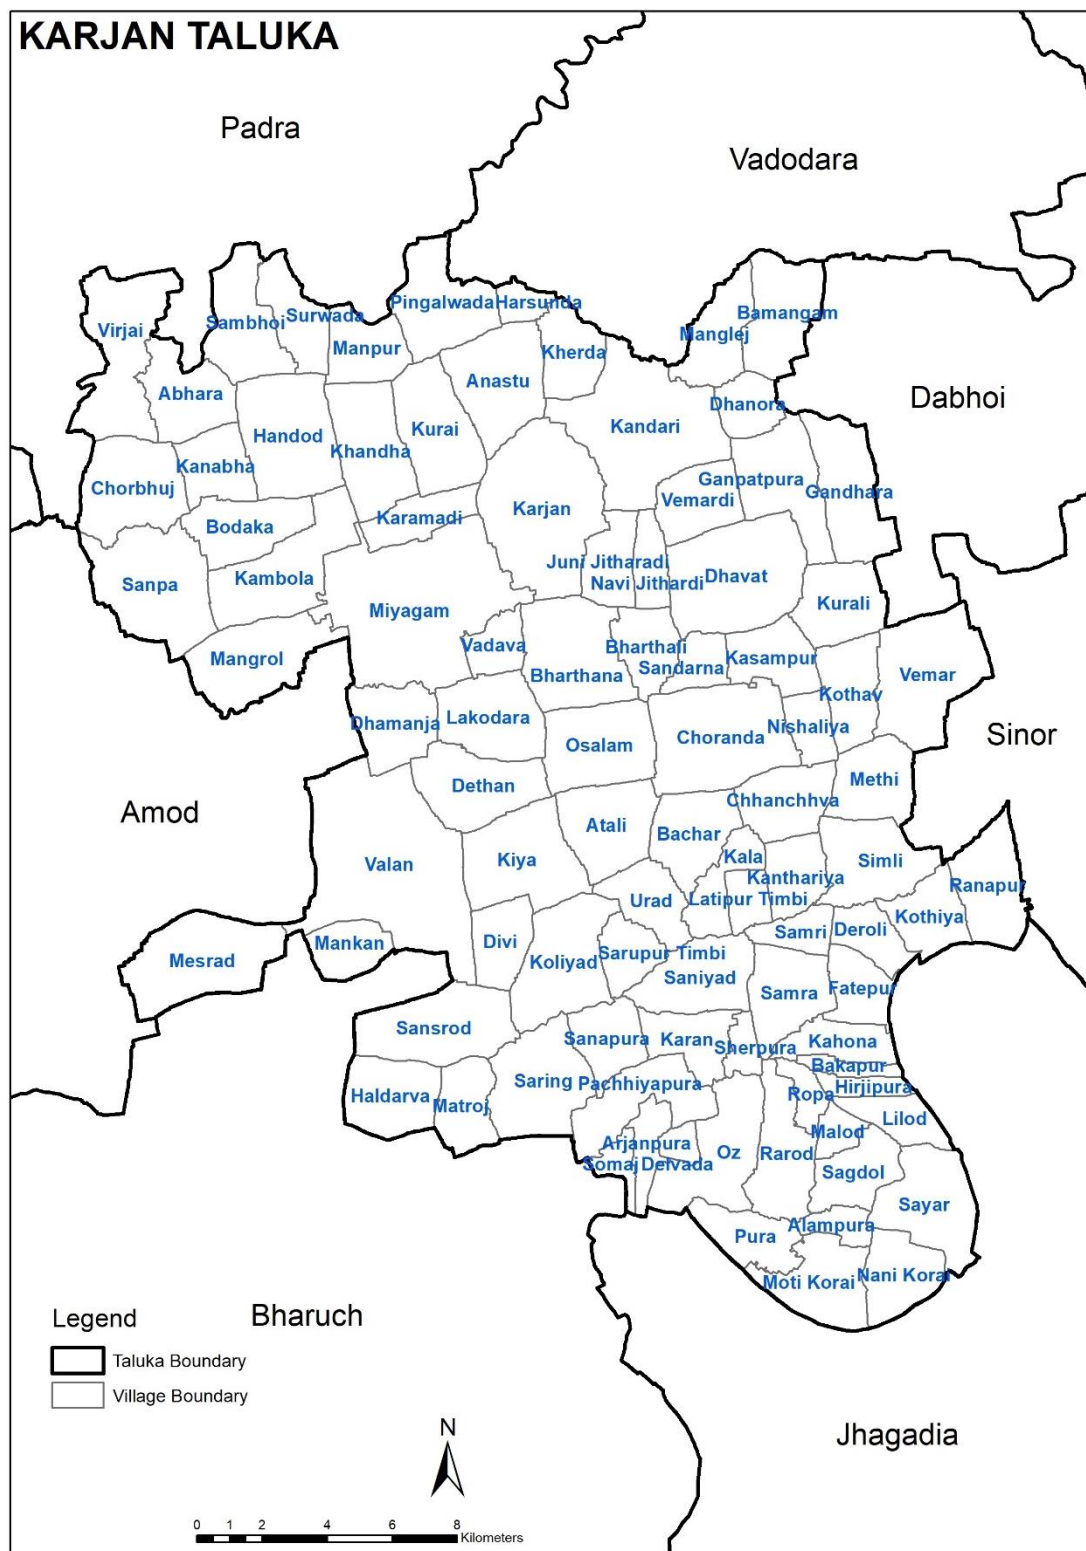 KARJAN TALUKA
Padra
Vadodara
Pingalwada
Harsunda
Bamangam
Sambhoi
Surwada
Virjai
Manpur
Manglej
Kherda
Anastu
Abhara
Dabhoi
Dhanora
Kurai
Kandari
Handod
Khandha
Kanabha
Ganpatpura
Chorbhuj
Gandhara
Vemardi
Karjan
Karamadi
Bodaka
Juni Jitharadi
Dhavat
Kambola
Sanpa
Navi Jithardi
Kurali
Miyagam
Vadava
Bharthali
Mangrol
Kasampur
Sandarna
Bharthana
Vemar
Kothav
Lakodara
Dhamanja
Nishaliya
Choranda
Sinor
Osalam
Methi
Dethan
Chhanchhva
Amod
Atali
Bachar
Kala
Kiya
Simli
Valan
Kanthariya
Ranapur
Urad
Latipur Timbi
Kothiya
Deroli
Samri
Mankan
Divi
Sarupur Timbi
Mesrad
Koliyad
Saniyad
Fatepur
Samra
Sansrod
Sanapura
Karan
Kahona
Sherpura
Bakapur
Saring
Pachhiyapura
Hirjipura
Ropa
Haldarva
Matroj
Lilod
Malod
Arjanpura
Oz
Rarod
Somaj
Delvada
Sagdol
Sayar
Alampura
Pura
Moti Korai
Nani Korai
Bharuch
Legend
Taluka Boundary
Village Boundary
N
Jhagadia
0 1 2 4 6 8
Kilometers